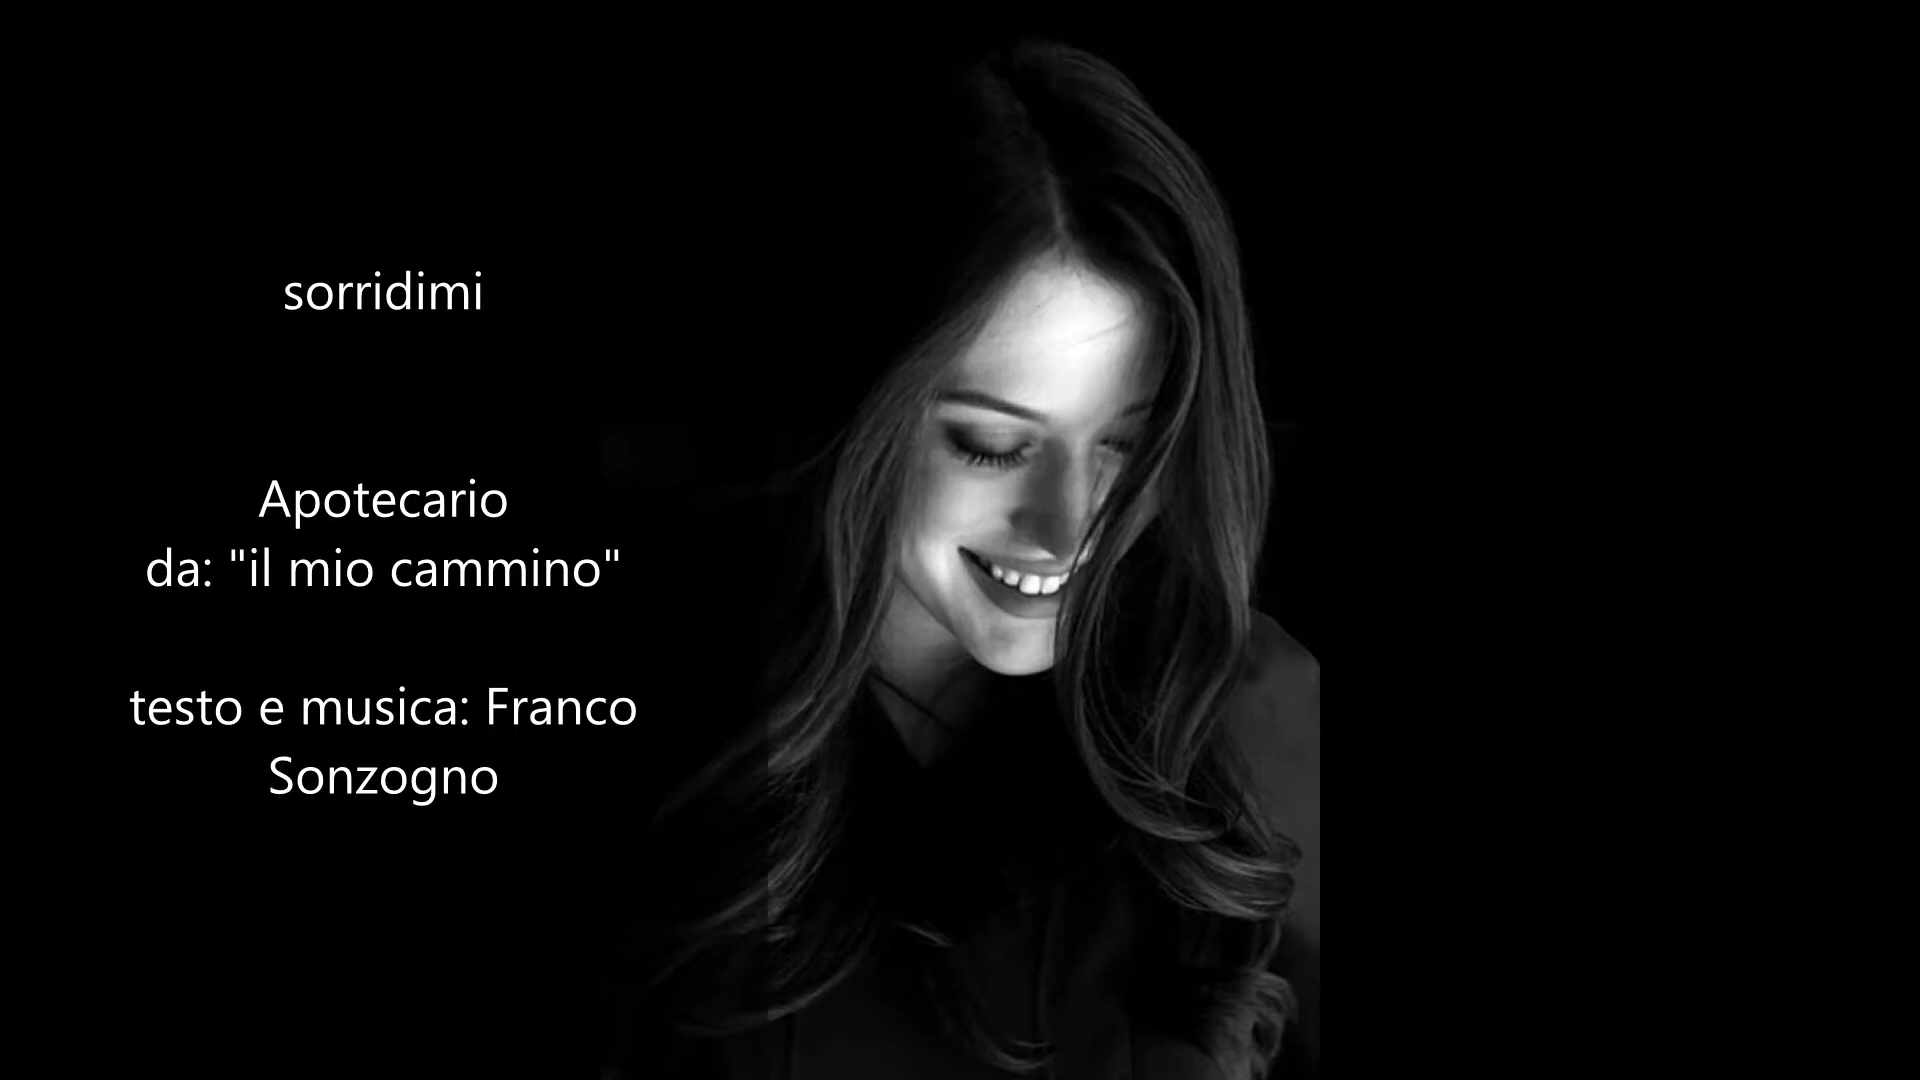 sorridimi
Apotecario
da: "il mio cammino"
testo e musica: Franco
Sonzogno